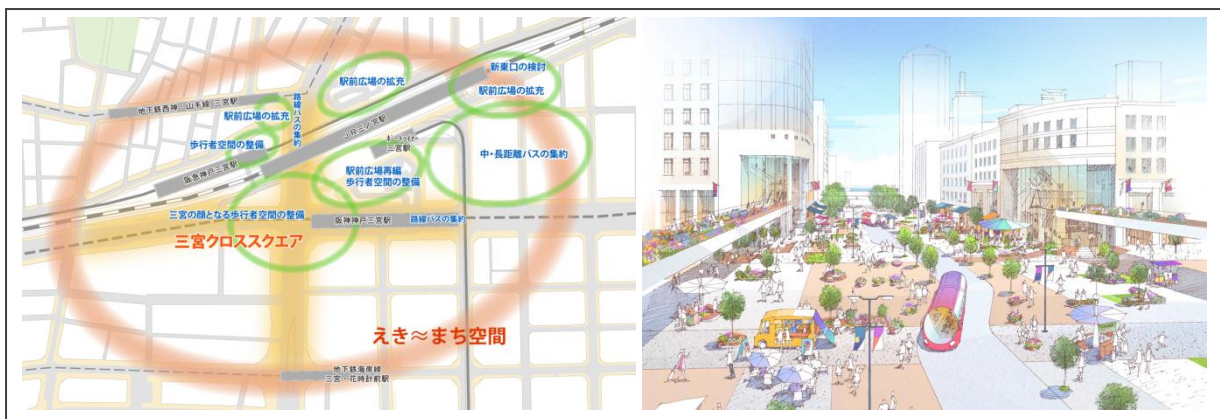 新東口の検討
駅前広場の拡充
駅前広場の拡充
地下鉄西神・山手線 三宮駅
路線バスの集約
駅前広場の拡充
JR三ノ宮駅
ポートライナー
三宮駅
歩行者空間の整備
中・長距離バスの集約
阪急神戸三宮駅
駅前広場再編
歩行者空間の整備
三宮の顔となる歩行者空間の整備
阪神神戸三宮駅
路線バスの集約
三宮クロススクエア
えき～まち空間
地下鉄海岸線
三宮・花時計前駅